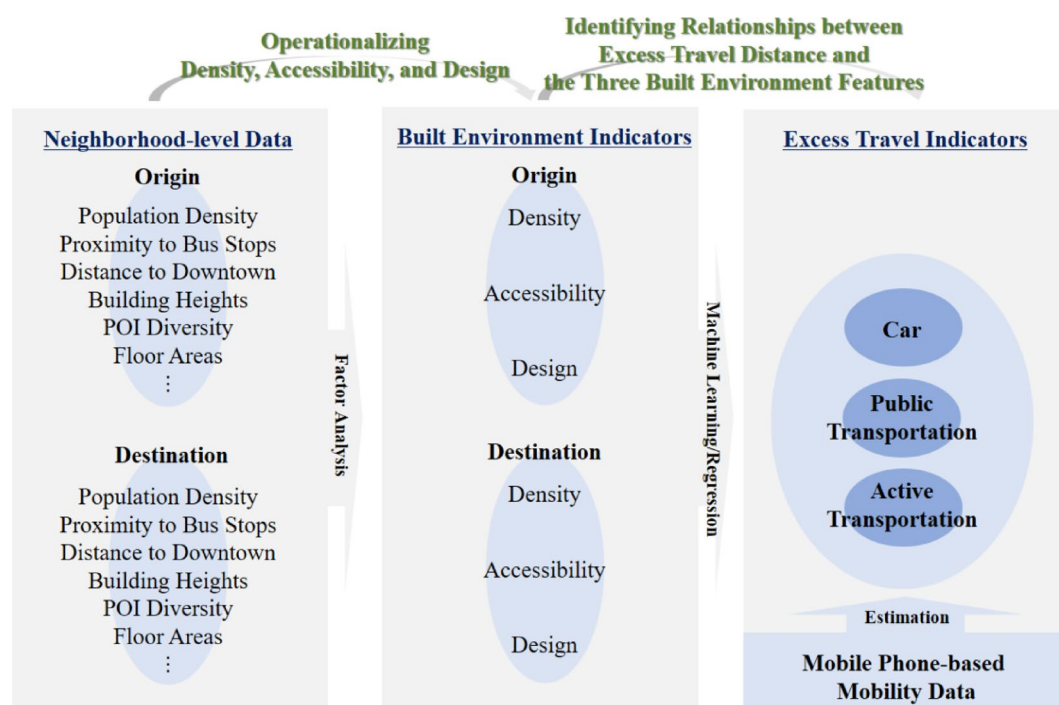 Operationalizing
Density, Accessibility, and Design
Identifying Relationships between
Excess Travel Distance and
the Three Built Environment Features
Neighborhood-level Data
Origin
Population Density
Proximity to Bus Stops
Distance to Downtown
Building Heights
POI Diversity
Floor Areas
⋮
Destination
Population Density
Proximity to Bus Stops
Distance to Downtown
Building Heights
POI Diversity
Floor Areas
⋮
Factor Analysis
Built Environment Indicators
Origin
Density
Accessibility
Design
Destination
Density
Accessibility
Design
Machine Learning/Regression
Excess Travel Indicators
Car
Public
Transportation
Active
Transportation
Estimation
Mobile Phone-based
Mobility Data